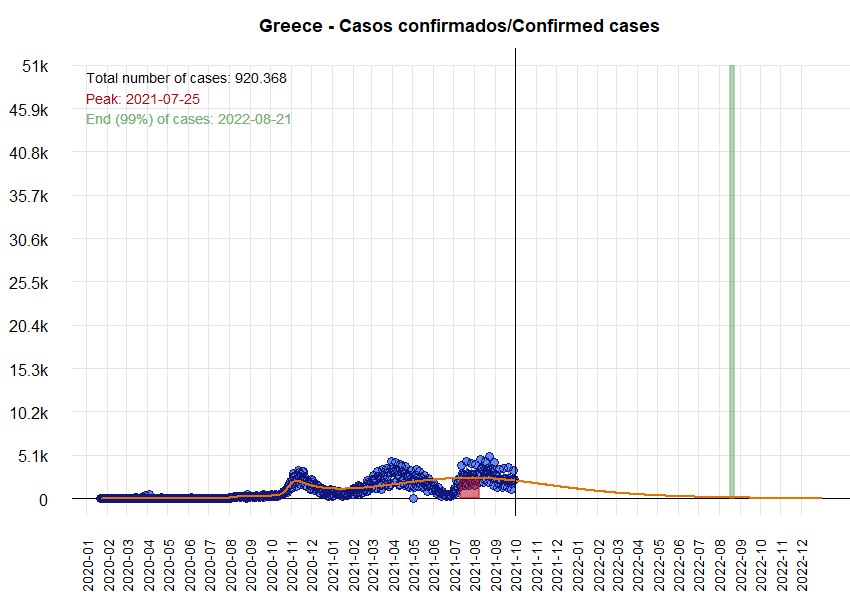 Greece - Casos confirmados/Confirmed cases
51k
45.9k
40.8k
35.7k
30.6k
25.5k
20.4k
15.3k
10.2k
5.1k
0
Total number of cases: 920.368
Peak: 2021-07-25
End (99%) of cases: 2022-08-21
2020-01
2020-02
2020-03
2020-04
2020-05
2020-06
2020-07
2020-08
2020-09
2020-10
2020-11
2020-12
2021-01
2021-02
2021-03
2021-04
2021-05
2021-06
2021-07
2021-08
2021-09
2021-10
2021-11
2021-12
2022-01
2022-02
2022-03
2022-04
2022-05
2022-06
2022-07
2022-08
2022-09
2022-10
2022-11
2022-12